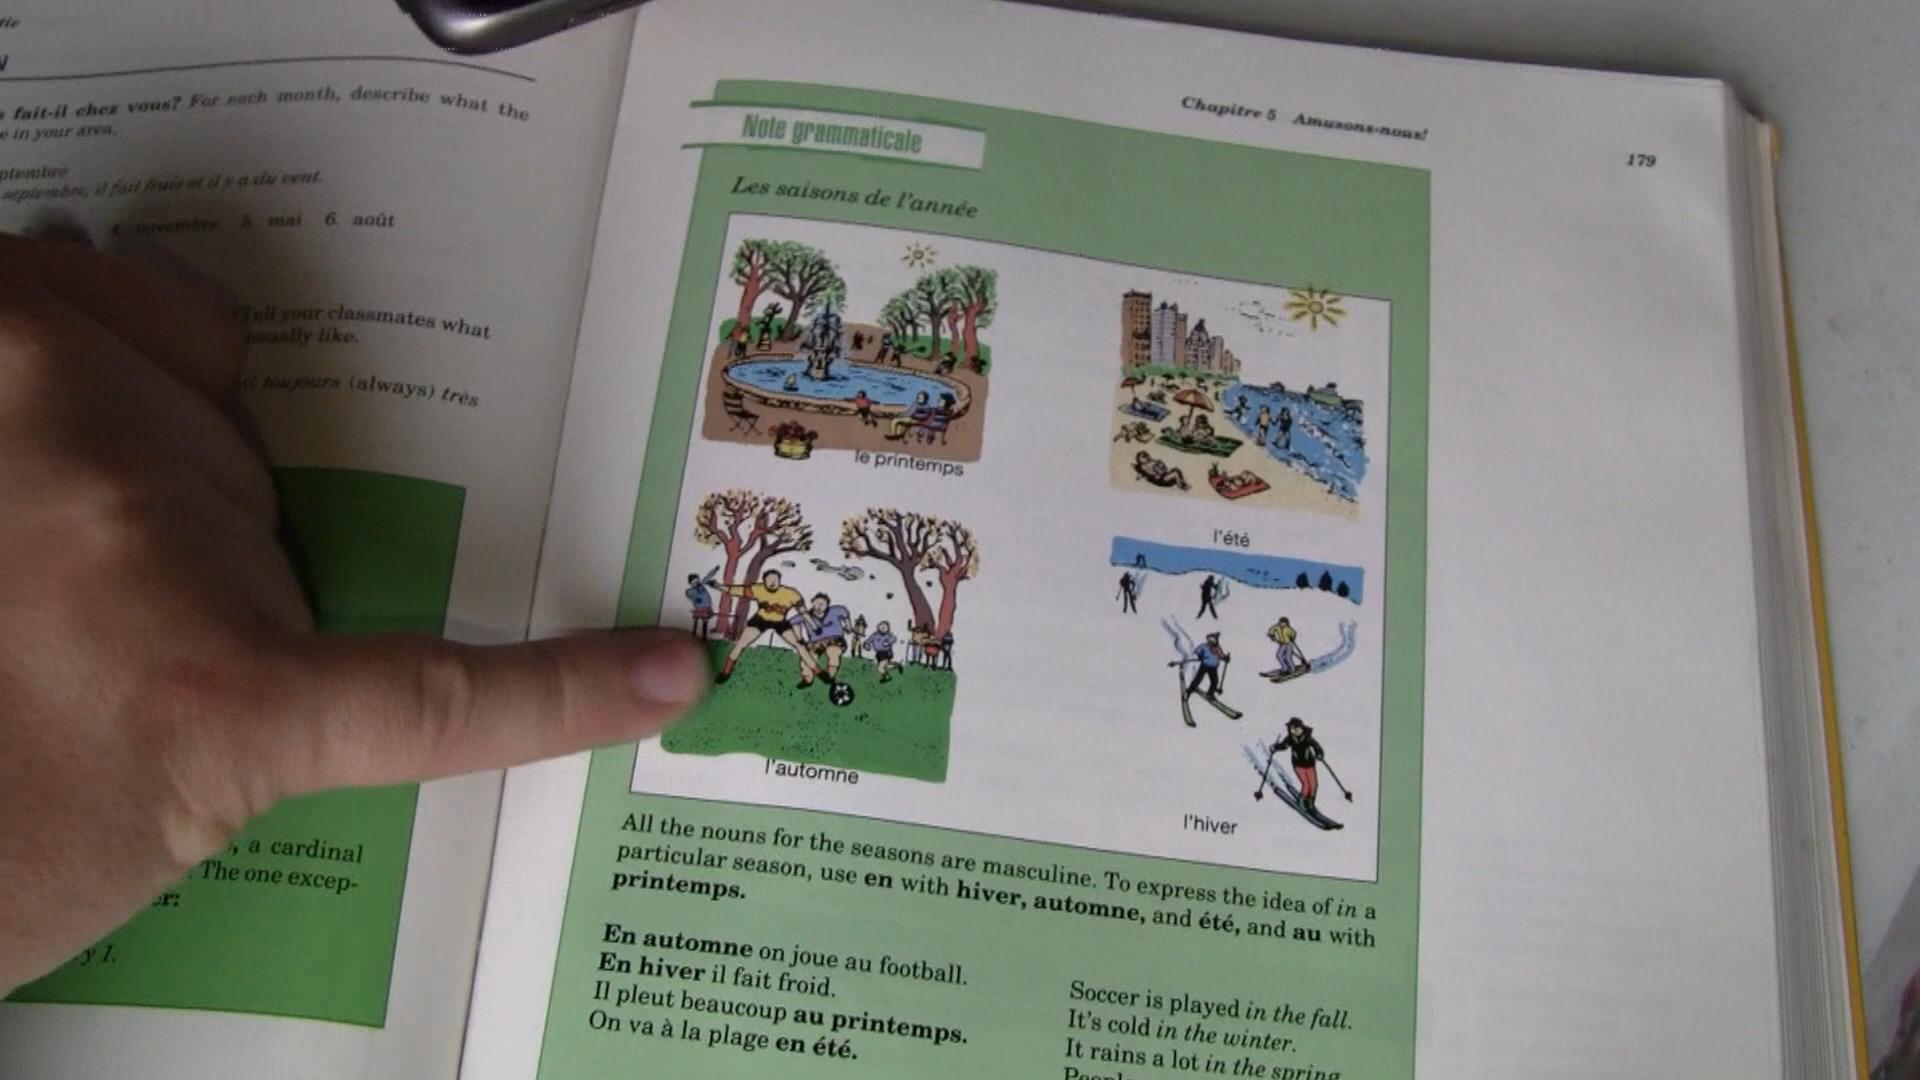 tie
fait-il chez vous? For each month, describe what the
e in your area.
ptembre
septembre, il fait frais et il y a du vent.
4. novembre 5. mai 6. août
Tell your classmates what
usually like.
toujours (always) très
, a cardinal
. The one excep-
er:
y 1.
Chapitre 5 Amusons-nous!
179
Note grammaticale
Les saisons de l'année
le printemps
l'été
l'automne
l'hiver
All the nouns for the seasons are masculine. To express the idea of in a
particular season, use en with hiver, automne, and été, and au with
printemps.
En automne on joue au football.
En hiver il fait froid.
Il pleut beaucoup au printemps.
On va à la plage en été.
Soccer is played in the fall.
It's cold in the winter.
It rains a lot in the spring